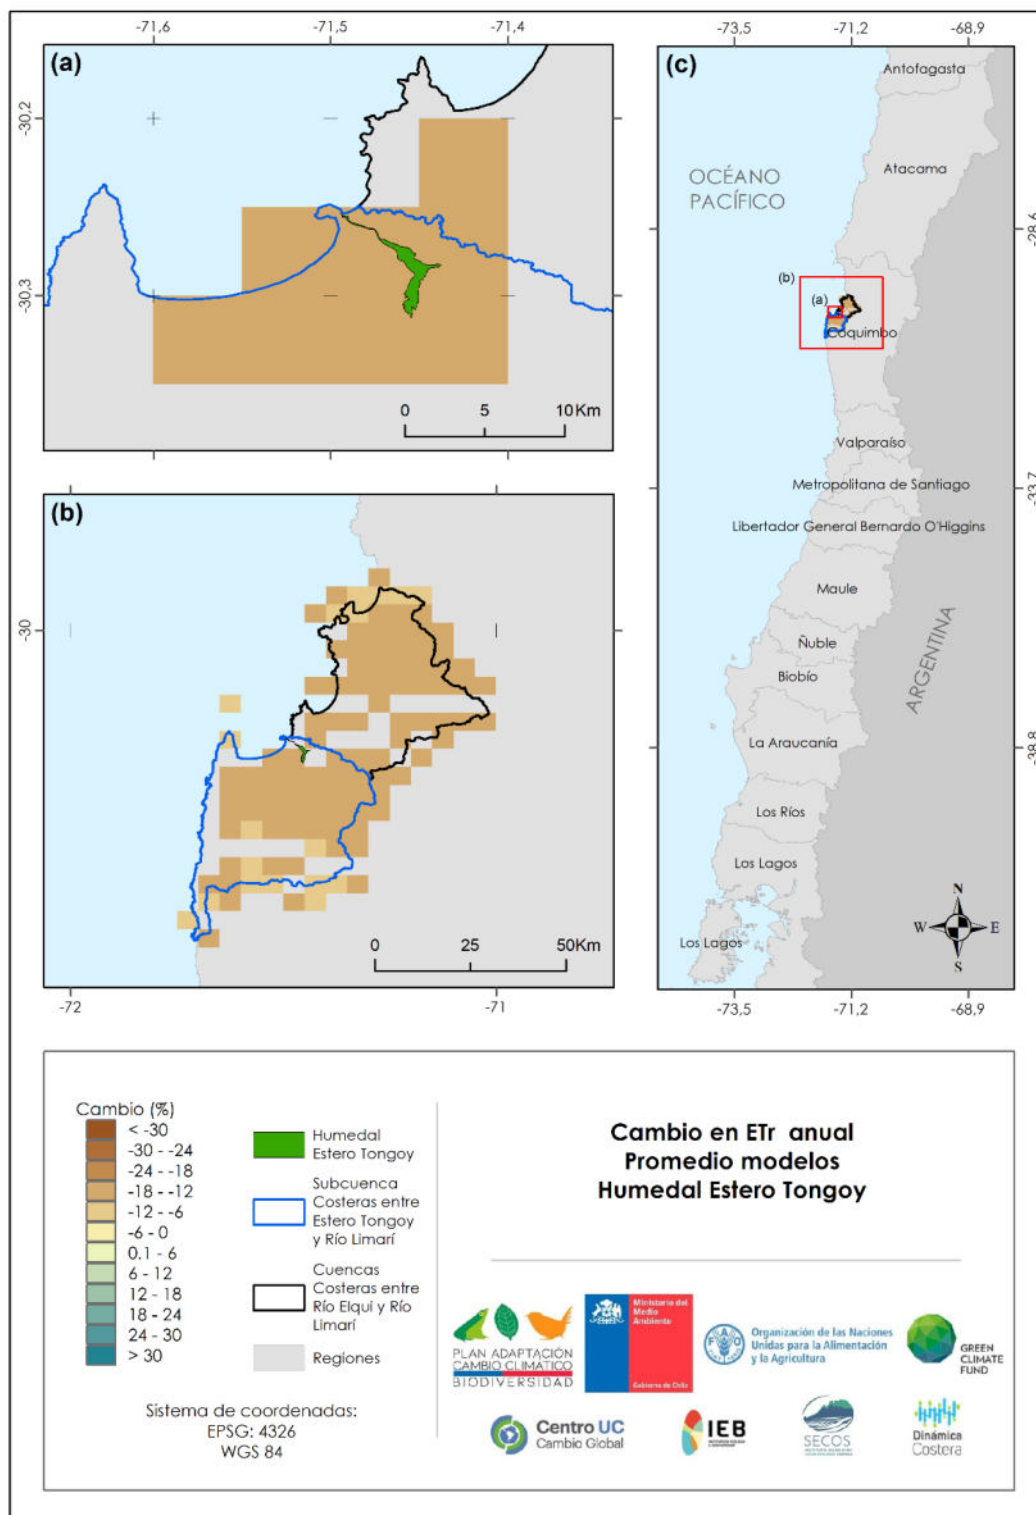 -71,6
-71,5
-71,4
(a)
-30,2
-30,3
0
5
10Km
(b)
-30
0
25
50Km
-72
-71
-73,5
-71,2
-68,9
(c)
Antofagasta
Atacama
OCÉANO
PACÍFICO
-28,6
(b)
(a)
Coquimbo
Valparaíso
Metropolitana de Santiago
-33,7
Libertador General Bernardo O'Higgins
Maule
Ñuble
Biobío
ARGENTINA
La Araucanía
-38,8
Los Ríos
Los Lagos
Los Lagos
N
W
E
S
-73,5
-71,2
-68,9
Cambio (%)
< -30
-30 - -24
-24 - -18
-18 - -12
-12 - -6
-6 - 0
0.1 - 6
6 - 12
12 - 18
18 - 24
24 - 30
> 30
Humedal
Estero Tongoy
Subcuenca
Costeras entre
Estero Tongoy
y Río Limarí
Cuencas
Costeras entre
Río Elqui y Río
Limarí
Regiones
Sistema de coordenadas:
EPSG: 4326
WGS 84
Cambio en ETr anual
Promedio modelos
Humedal Estero Tongoy
PLAN ADAPTACIÓN
CAMBIO CLIMÁTICO
BIODIVERSIDAD
Ministerio del
Medio
Ambiente
Gobierno de Chile
FAO
Organización de las Naciones
Unidas para la Alimentación
y la Agricultura
GREEN
CLIMATE
FUND
Centro UC
Cambio Global
IEB
SECOS
Dinámica
Costera